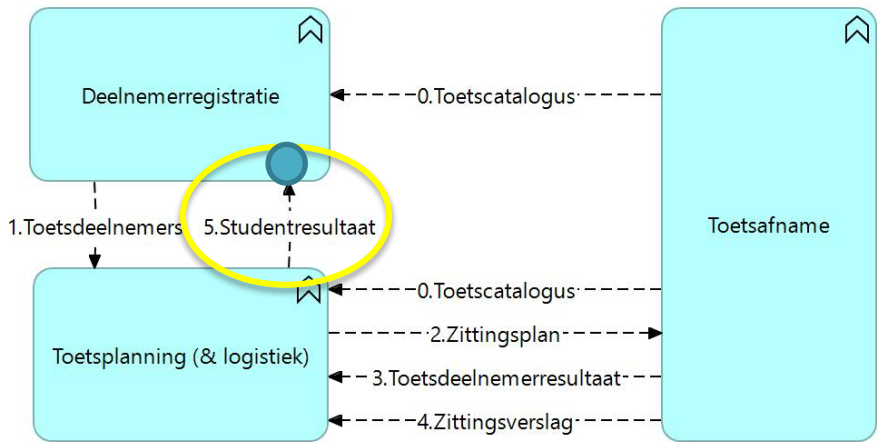 Deelnemerregistratie
0.Toetscatalogus
1.Toetsdeelnemers
5.Studentresultaat
Toetsafname
0.Toetscatalogus
2.Zittingsplan
Toetsplanning (& logistiek)
3.Toetsdeelnemerresultaat
4.Zittingsverslag